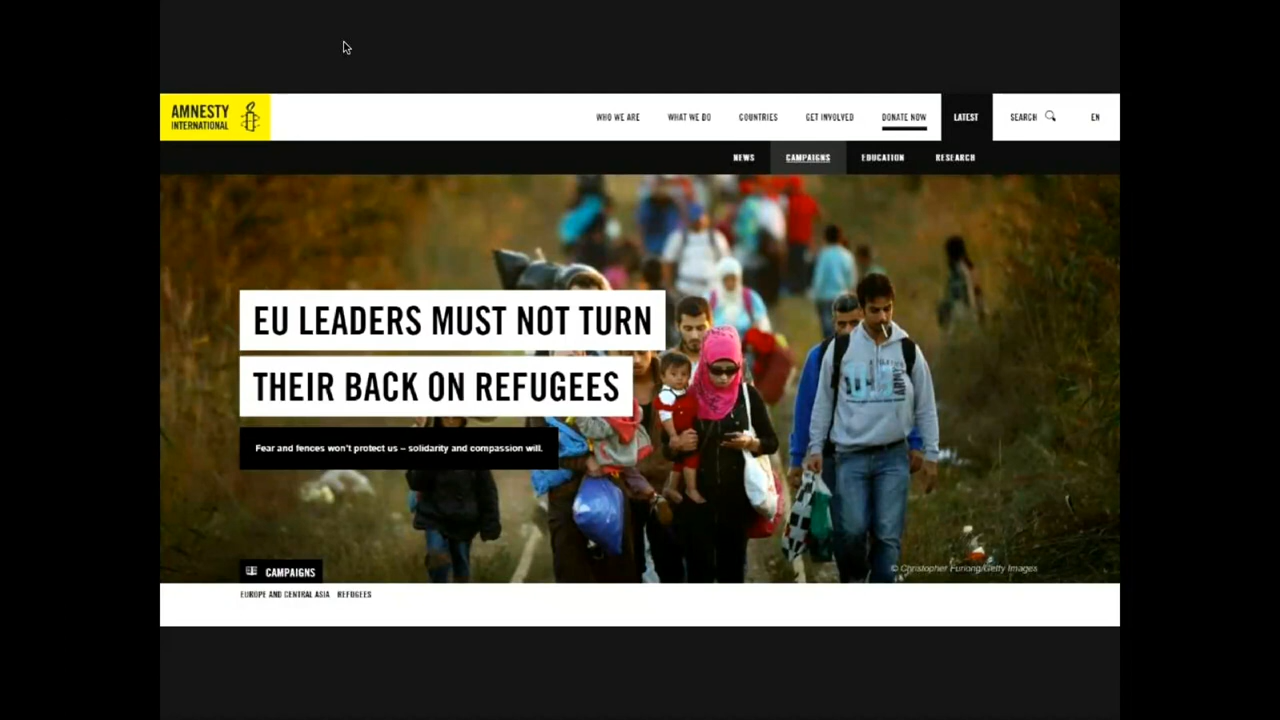 AMNESTY
INTERNATIONAL
WHO WE ARE
WHAT WE DO
COUNTRIES
GET INVOLVED
DONATE NOW
LATEST
SEARCH
EN
NEWS
CAMPAIGNS
EDUCATION
RESEARCH
EU LEADERS MUST NOT TURN
THEIR BACK ON REFUGEES
Fear and fences won't protect us – solidarity and compassion will.
ARMY
© Christopher Furlong/Getty Images
CAMPAIGNS
EUROPE AND CENTRAL ASIA REFUGEES